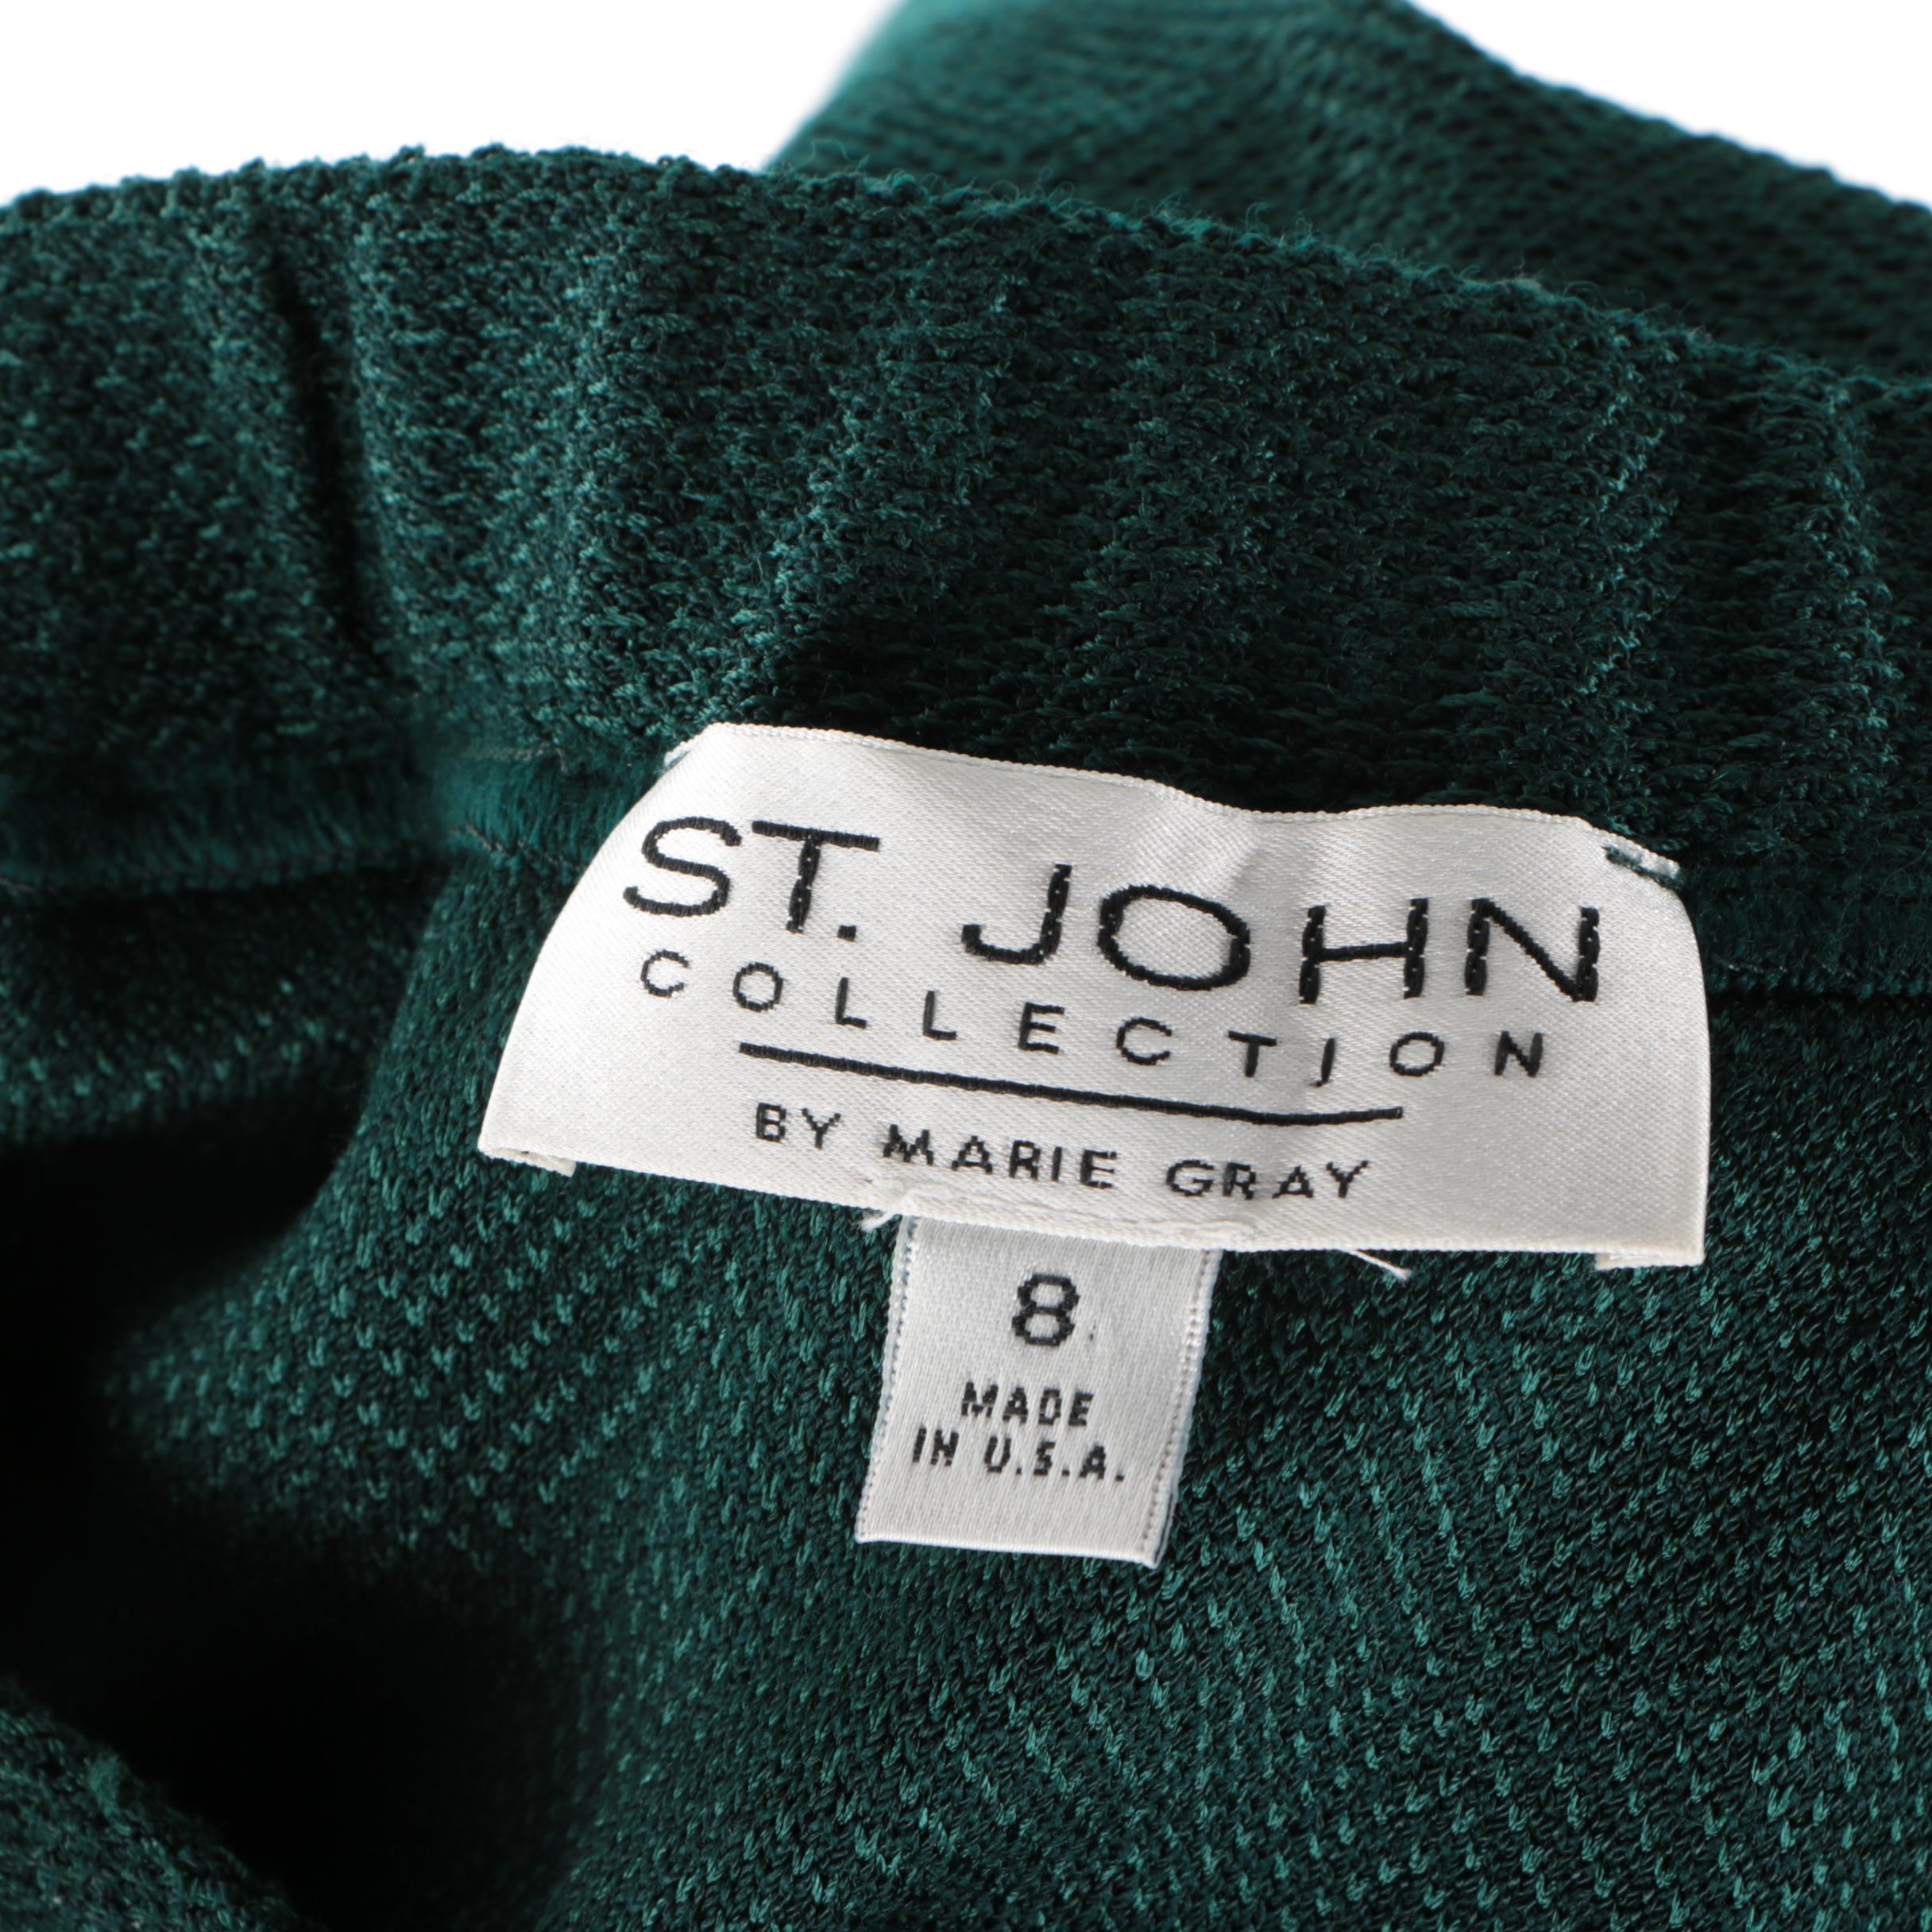 ST. JOHN
COLLECTION
BY MARIE GRAY
8
MADE
IN U.S.A.